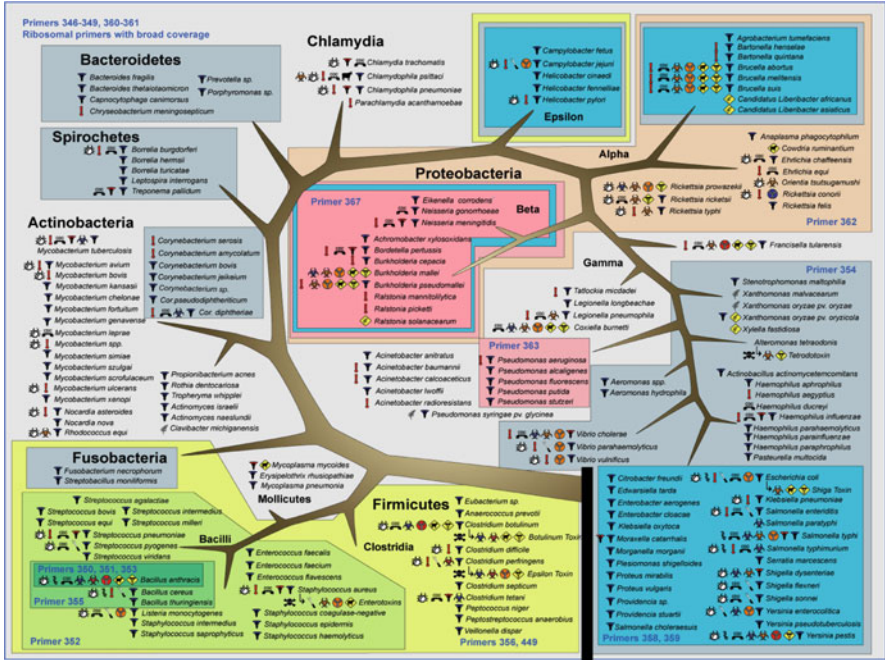 Primers 346-349, 360-361
Ribosomal primers with broad coverage
Bacteroidetes
Bacteroides fragilis
Bacteroides thetaiotaomicron
Capnocytophage canimorsus
Chryseobacterium meningosepticum
Prevotella sp.
Porphyromonas sp.
Chlamydia
Chlamydia trachomatis
Chlamydophila psittaci
Chlamydophila pneumoniae
Parachlamydia acanthamoebae
Campylobacter fetus
Campylobacter jejuni
Helicobacter cinaedi
Helicobacter fennelliae
Helicobacter pylori
Epsilon
Agrobacterium tumefaciens
Bartonella henselae
Bartonella quintana
Brucella abortus
Brucella melitensis
Brucella suis
Candidatus Liberibacter africanus
Candidatus Liberibacter asiaticus
Alpha
Anaplasma phagocytophilum
Cowdria ruminantium
Ehrlichia chaffeensis
Ehrlichia equi
Orientia tsutsugamushi
Rickettsia conorii
Rickettsia felis
Rickettsia prowazekii
Rickettsia ricketsii
Rickettsia typhi
Primer 362
Spirochetes
Borrelia burgdorferi
Borrelia hermsii
Borrelia turicatae
Leptospira interrogans
Treponema pallidum
Proteobacteria
Primer 367
Eikenella corrodens
Neisseria gonorrhoeae
Neisseria meningitidis
Beta
Achromobacter xylosoxidans
Bordetella pertussis
Burkholderia cepacia
Burkholderia mallei
Burkholderia pseudomallei
Ralstonia mannitolilytica
Ralstonia picketti
Ralstonia solanacearum
Francisella tularensis
Gamma
Tatlockia micdadei
Legionella longbeachae
Legionella pneumophila
Coxiella burnetti
Primer 354
Stenotrophomonas maltophilia
Xanthomonas malvacearum
Xanthomonas oryzae pv. oryzae
Xanthomonas oryzae pv. oryzicola
Xylella fastidiosa
Alteromonas tetraodonis
Tetrodotoxin
Actinobacillus actinomycetemcomitans
Haemophilus aphrophilus
Haemophilus aegyptius
Haemophilus ducreyi
Haemophilus influenzae
Haemophilus parahaemolyticus
Haemophilus parainfluenzae
Haemophilus paraphrophilus
Pasteurella multocida
Actinobacteria
Mycobacterium tuberculosis
Mycobacterium avium
Mycobacterium bovis
Mycobacterium kansasii
Mycobacterium chelonae
Mycobacterium fortuitum
Mycobacterium genavense
Mycobacterium leprae
Mycobacterium spp.
Mycobacterium simiae
Mycobacterium szulgai
Mycobacterium scrofulaceum
Mycobacterium ulcerans
Mycobacterium xenopi
Nocardia asteroides
Nocardia nova
Rhodococcus equi
Corynebacterium serosis
Corynebacterium amycolatum
Corynebacterium bovis
Corynebacterium jeikeium
Corynebacterium sp.
Cor pseudodiphtheriticum
Cor. diphtheriae
Propionibacterium acnes
Rothia dentocariosa
Tropheryma whipplei
Actinomyces israelii
Actinomyces naeslundii
Clavibacter michiganensis
Primer 363
Acinetobacter anitratus
Acinetobacter baumannii
Acinetobacter calcoaceticus
Acinetobacter lwoffii
Acinetobacter radioresistans
Pseudomonas aeruginosa
Pseudomonas alcaligenes
Pseudomonas fluorescens
Pseudomonas putida
Pseudomonas stutzeri
Pseudomonas syringae pv. glycinea
Aeromonas spp.
Aeromonas hydrophila
Vibrio cholerae
Vibrio parahaemolyticus
Vibrio vulnificus
Fusobacteria
Fusobacterium necrophorum
Streptobacillus moniliformis
Mycoplasma mycoides
Erysipelothrix rhusiopathiae
Mycoplasma pneumonia
Mollicutes
Firmicutes
Streptococcus agalactiae
Streptococcus bovis
Streptococcus intermedius
Streptococcus equi
Streptococcus milleri
Streptococcus pneumoniae
Streptococcus pyogenes
Streptococcus viridans
Bacilli
Primers 350, 351, 353
Bacillus anthracis
Bacillus cereus
Primer 355
Bacillus thuringiensis
Listeria monocytogenes
Staphylococcus intermedius
Staphylococcus saprophyticus
Primer 352
Enterococcus faecalis
Enterococcus faecium
Enterococcus flavescens
Staphylococcus aureus
Enterotoxins
Staphylococcus coagulase-negative
Staphylococcus epidermis
Staphylococcus haemolyticus
Clostridia
Eubacterium sp.
Anaerococcus prevotii
Clostridium botulinum
Botulinum Toxin
Clostridium difficile
Clostridium perfringens
Epsilon Toxin
Clostridium septicum
Clostridium tetani
Peptococcus niger
Peptostreptococcus anaerobius
Veillonella dispar
Primers 356, 449
Citrobacter freundii
Edwarsiella tarda
Enterobacter aerogenes
Enterobacter cloacae
Klebsiella oxytoca
Moravella catarrhalis
Morganella morganii
Plesiomonas shigelloides
Proteus mirabilis
Proteus vulgaris
Providencia sp.
Providencia stuartii
Salmonella cholerasuis
Escherichia coli
Shiga Toxin
Klebsiella pneumoniae
Salmonella enteritidis
Salmonella paratyphi
Salmonella typhi
Salmonella typhimurium
Serratia marcescens
Shigella dysenteriae
Shigella flexneri
Shigella sonnei
Yersinia enterocolitica
Yersinia pseudotuberculosis
Yersinia pestis
Primers 358, 359